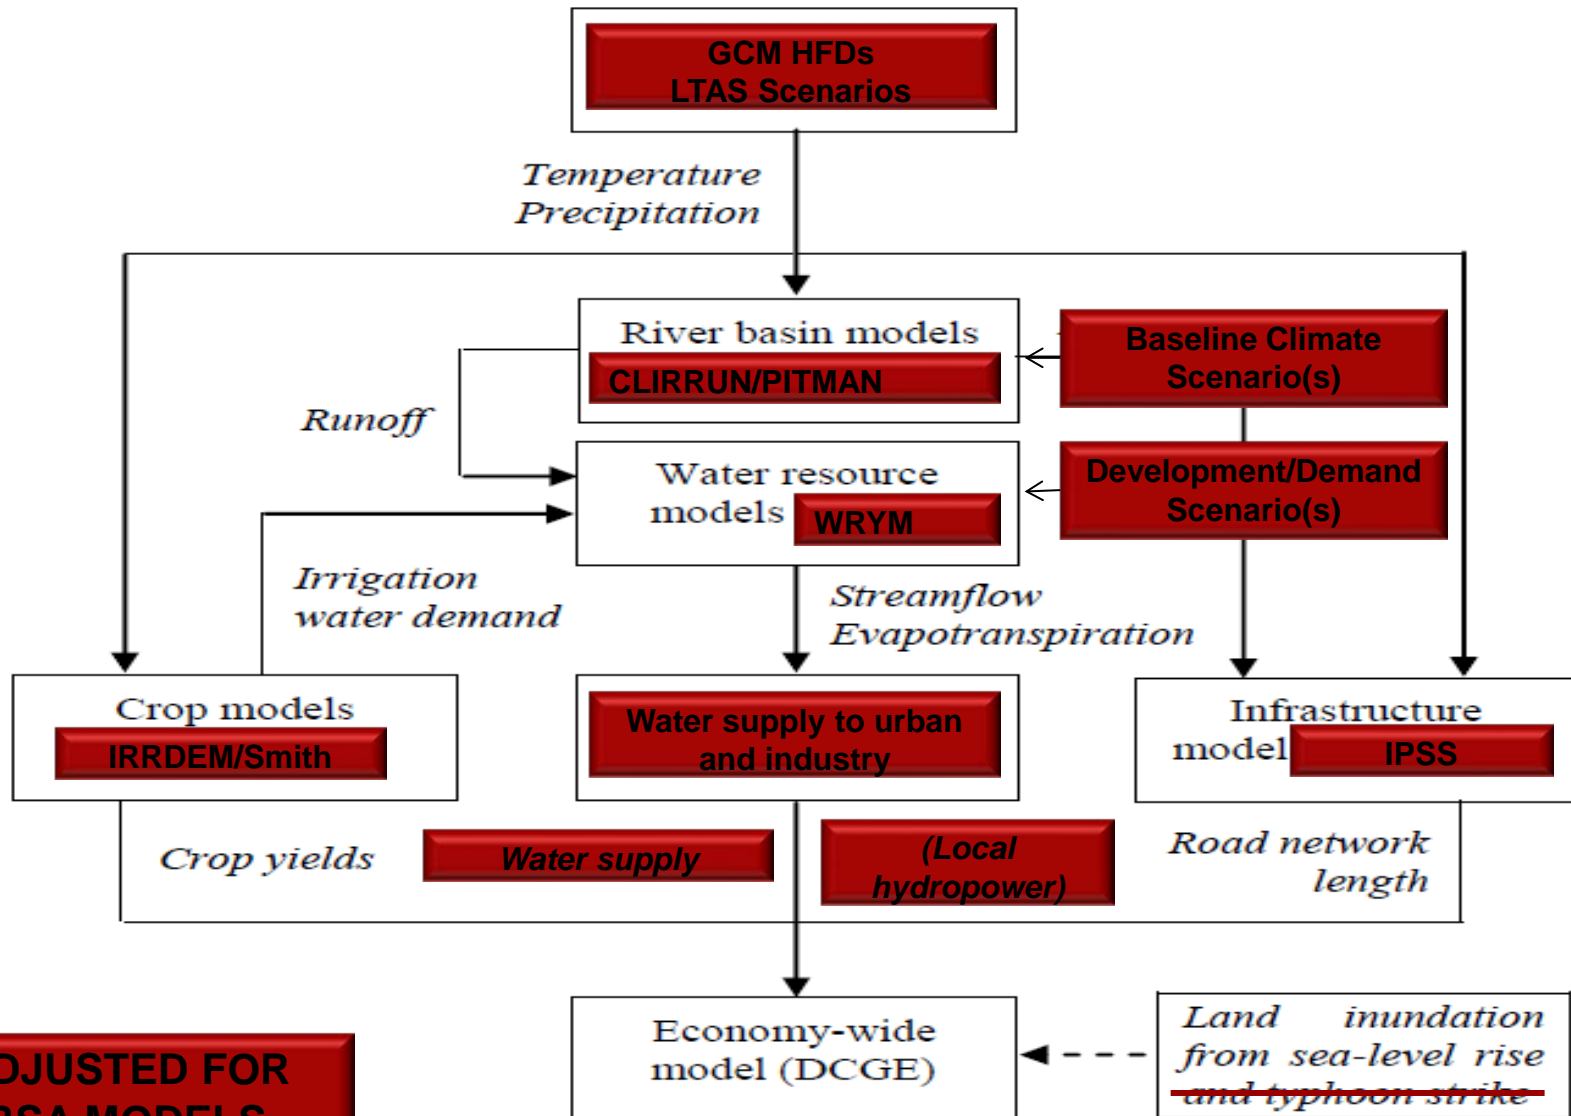 GCM HFDs
LTAS Scenarios
Temperature
Precipitation
River basin models
CLIRRUN/PITMAN
Baseline Climate
Scenario(s)
Runoff
Water resource
models
WRYM
Development/Demand
Scenario(s)
Irrigation
water demand
Streamflow
Evapotranspiration
Crop models
IRRDEM/Smith
Water supply to urban
and industry
Infrastructure
model
IPSS
Crop yields
Water supply
(Local
hydropower)
Road network
length
Economy-wide
model (DCGE)
Land inundation
from sea-level rise
and typhoon strike
DJUSTED FOR
RSA MODELS